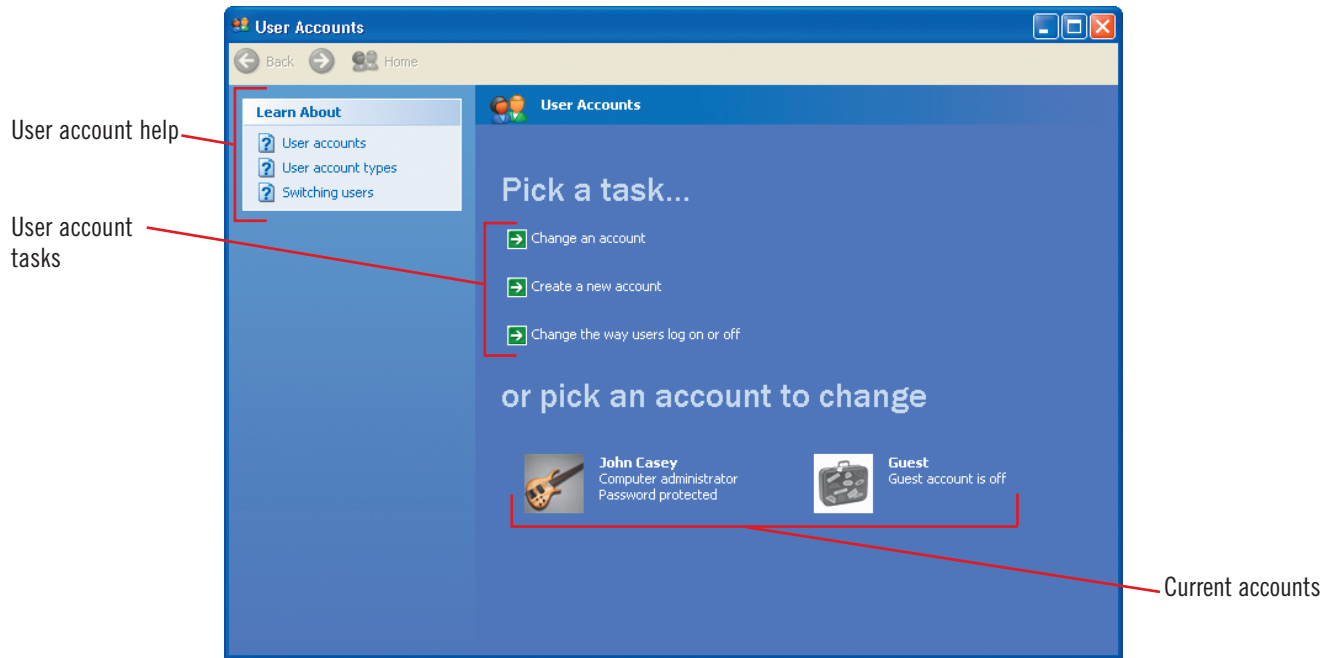 User Accounts
Back
Home
User account help
Learn About
User accounts
User account types
Switching users
User account
tasks
User Accounts
Pick a task...
Change an account
Create a new account
Change the way users log on or off
or pick an account to change
John Casey
Computer administrator
Password protected
Guest
Guest account is off
Current accounts